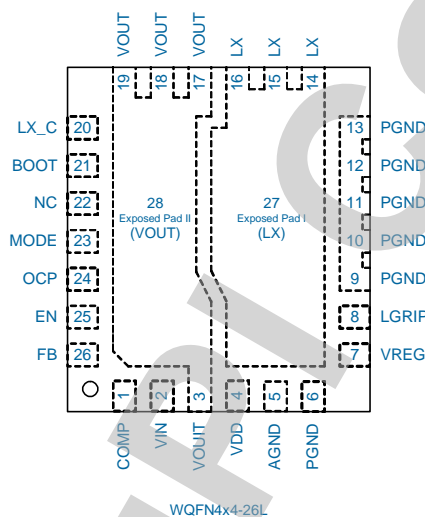 VOUT VOUT VOUT LX LX LX
19 18 17 16 15 14
LX_C 20 13 PGND
BOOT 21 12 PGND
NC 22 11 PGND
28 27
Exposed Pad II Exposed Pad I
(VOUT) (LX)
MODE 23 10 PGND
OCP 24 9 PGND
EN 25 8 LGRIP
FB 26 7 VREG
1 2 3 4 5 6
COMP VIN VOUIT VDD AGND PGND
WQFN4x4-26L